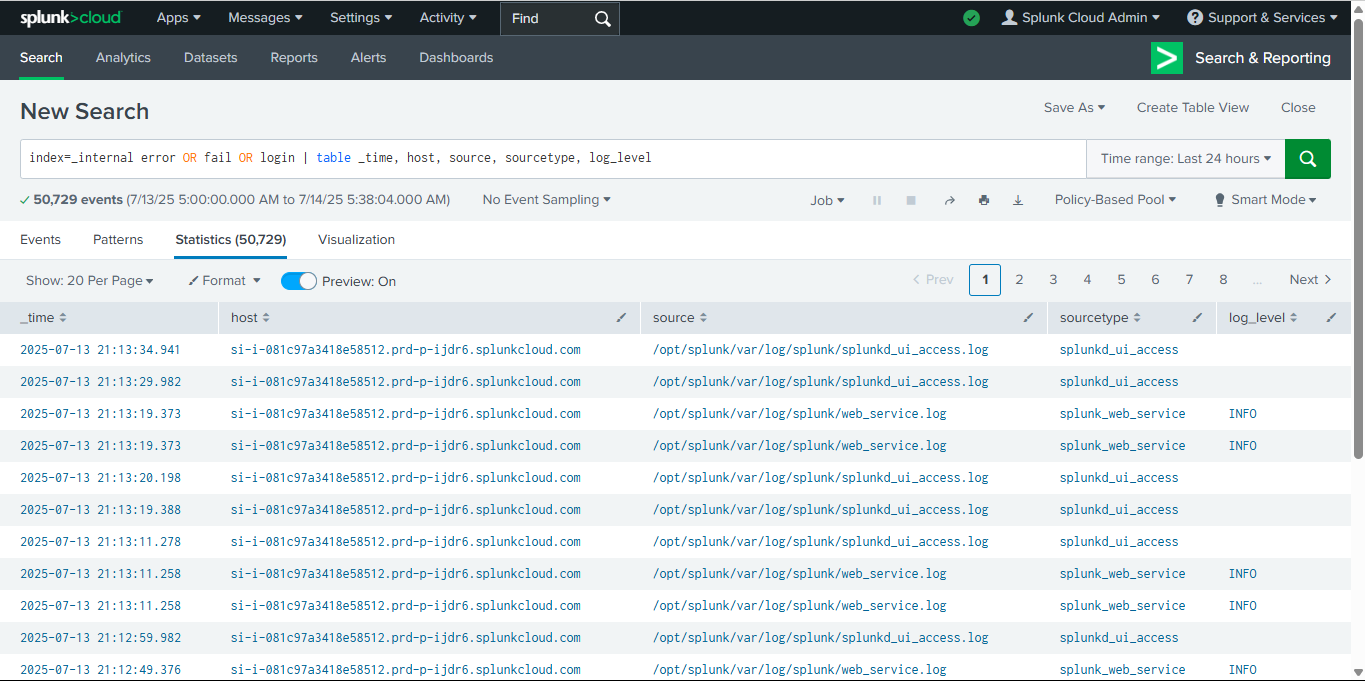 splunk>cloud Apps Messages Settings Activity Find Splunk Cloud Admin Support & Services
Search Analytics Datasets Reports Alerts Dashboards Search & Reporting
New Search Save As Create Table View Close
index=_internal error OR fail OR login | table _time, host, source, sourcetype, log_level Time range: Last 24 hours
50,729 events (7/13/25 5:00:00.000 AM to 7/14/25 5:38:04.000 AM) No Event Sampling Job Policy-Based Pool Smart Mode
Events Patterns Statistics (50,729) Visualization
Show: 20 Per Page Format Preview: On < Prev 1 2 3 4 5 6 7 8 ... Next >
_time host source sourcetype log_level
2025-07-13 21:13:34.941 si-i-081c97a3418e58512.prd-p-ijdr6.splunkcloud.com /opt/splunk/var/log/splunk/splunkd_ui_access.log splunkd_ui_access
2025-07-13 21:13:29.982 si-i-081c97a3418e58512.prd-p-ijdr6.splunkcloud.com /opt/splunk/var/log/splunk/splunkd_ui_access.log splunkd_ui_access
2025-07-13 21:13:19.373 si-i-081c97a3418e58512.prd-p-ijdr6.splunkcloud.com /opt/splunk/var/log/splunk/web_service.log splunk_web_service INFO
2025-07-13 21:13:19.373 si-i-081c97a3418e58512.prd-p-ijdr6.splunkcloud.com /opt/splunk/var/log/splunk/web_service.log splunk_web_service INFO
2025-07-13 21:13:20.198 si-i-081c97a3418e58512.prd-p-ijdr6.splunkcloud.com /opt/splunk/var/log/splunk/splunkd_ui_access.log splunkd_ui_access
2025-07-13 21:13:19.388 si-i-081c97a3418e58512.prd-p-ijdr6.splunkcloud.com /opt/splunk/var/log/splunk/splunkd_ui_access.log splunkd_ui_access
2025-07-13 21:13:11.278 si-i-081c97a3418e58512.prd-p-ijdr6.splunkcloud.com /opt/splunk/var/log/splunk/splunkd_ui_access.log splunkd_ui_access
2025-07-13 21:13:11.258 si-i-081c97a3418e58512.prd-p-ijdr6.splunkcloud.com /opt/splunk/var/log/splunk/web_service.log splunk_web_service INFO
2025-07-13 21:13:11.258 si-i-081c97a3418e58512.prd-p-ijdr6.splunkcloud.com /opt/splunk/var/log/splunk/web_service.log splunk_web_service INFO
2025-07-13 21:12:59.982 si-i-081c97a3418e58512.prd-p-ijdr6.splunkcloud.com /opt/splunk/var/log/splunk/splunkd_ui_access.log splunkd_ui_access
2025-07-13 21:12:49.376 si-i-081c97a3418e58512.prd-p-ijdr6.splunkcloud.com /opt/splunk/var/log/splunk/web_service.log splunk_web_service INFO